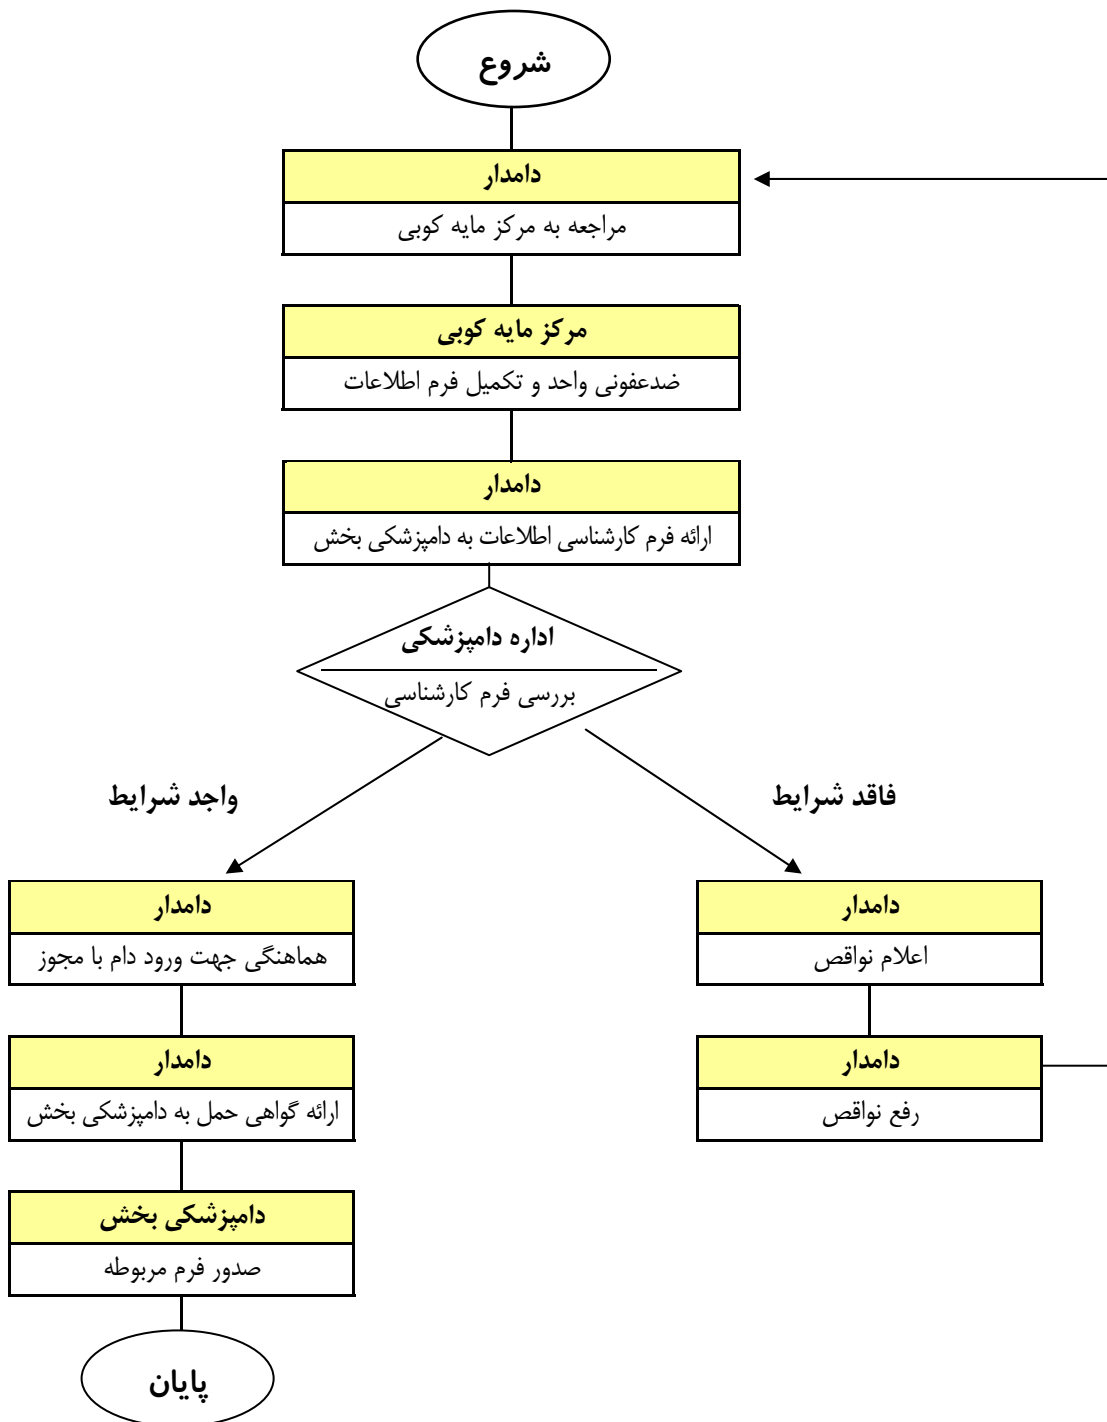 شروع
دامدار
مراجعه به مرکز مایه کوبی
مرکز مایه کوبی
ضدعفونی واحد و تکمیل فرم اطلاعات
دامدار
ارائه فرم کارشناسی اطلاعات به دامپزشکی بخش
اداره دامپزشکی
بررسی فرم کارشناسی
فاقد شرایط
واجد شرایط
دامدار
اعلام نواقص
دامدار
رفع نواقص
دامدار
هماهنگی جهت ورود دام با مجوز
دامدار
ارائه گواهی حمل به دامپزشکی بخش
دامپزشکی بخش
صدور فرم مربوطه
پایان